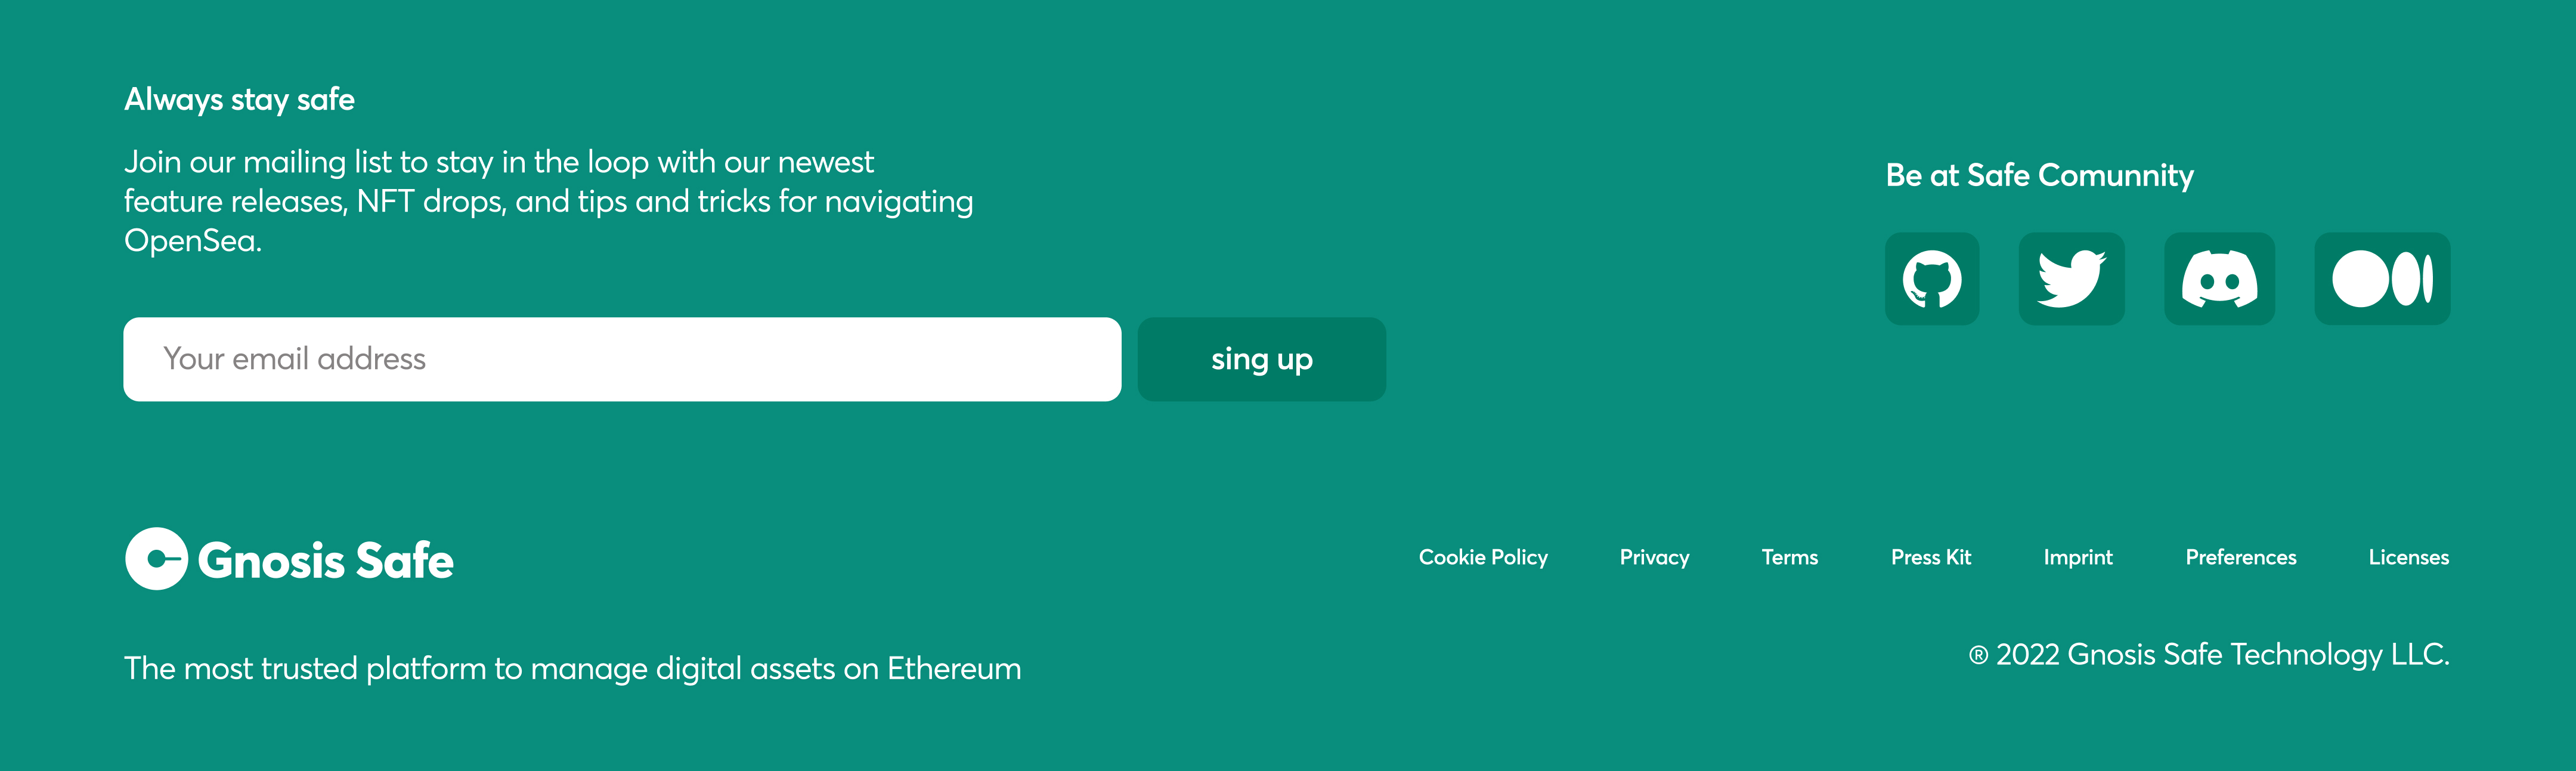 Always stay safe
Join our mailing list to stay in the loop with our newest
feature releases, NFT drops, and tips and tricks for navigating
OpenSea.
Your email address
sing up
Be at Safe Comunnity
Gnosis Safe
Cookie Policy
Privacy
Terms
Press Kit
Imprint
Preferences
Licenses
The most trusted platform to manage digital assets on Ethereum
® 2022 Gnosis Safe Technology LLC.